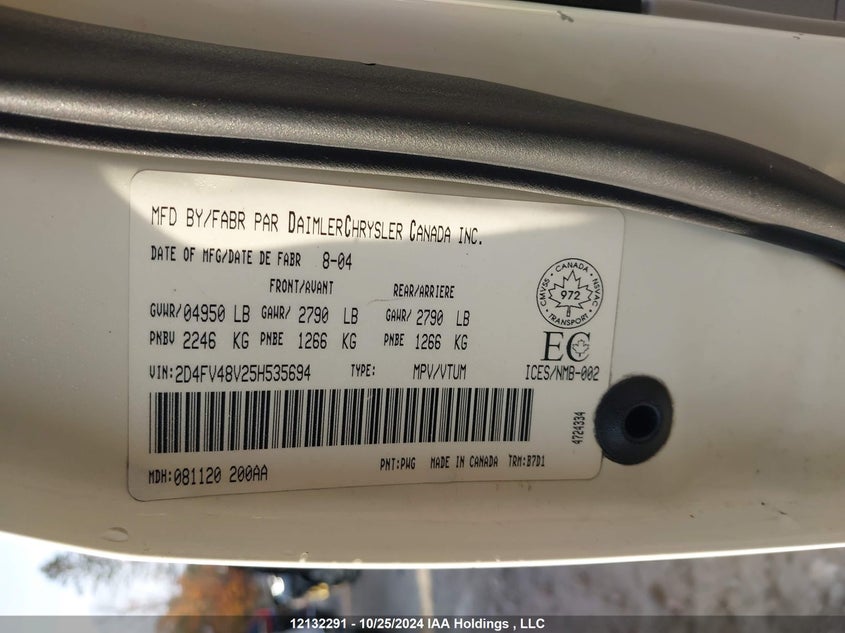 MFD BY/FABR PAR DAIMLERCHRYSLER CANADA INC.
DATE OF MFG/DATE DE FABR 8-04
FRONT/AVANT REAR/ARRIERE
GVWR/04950 LB GAWR/ 2790 LB GAWR/2790 LB
PNBV 2246 KG PNBE 1266 KG PNBE 1266 KG
VIN:2D4FV48V25H535694 TYPE: MPV/VTUM
CANADA
CMVSS 972 NSVAC
TRANSPORT
EC
ICES/NMB-002
4724334
PNT:PWG MADE IN CANADA TRM:B7D1
MDH:081120 200AA
12132291 - 10/25/2024 IAA Holdings , LLC